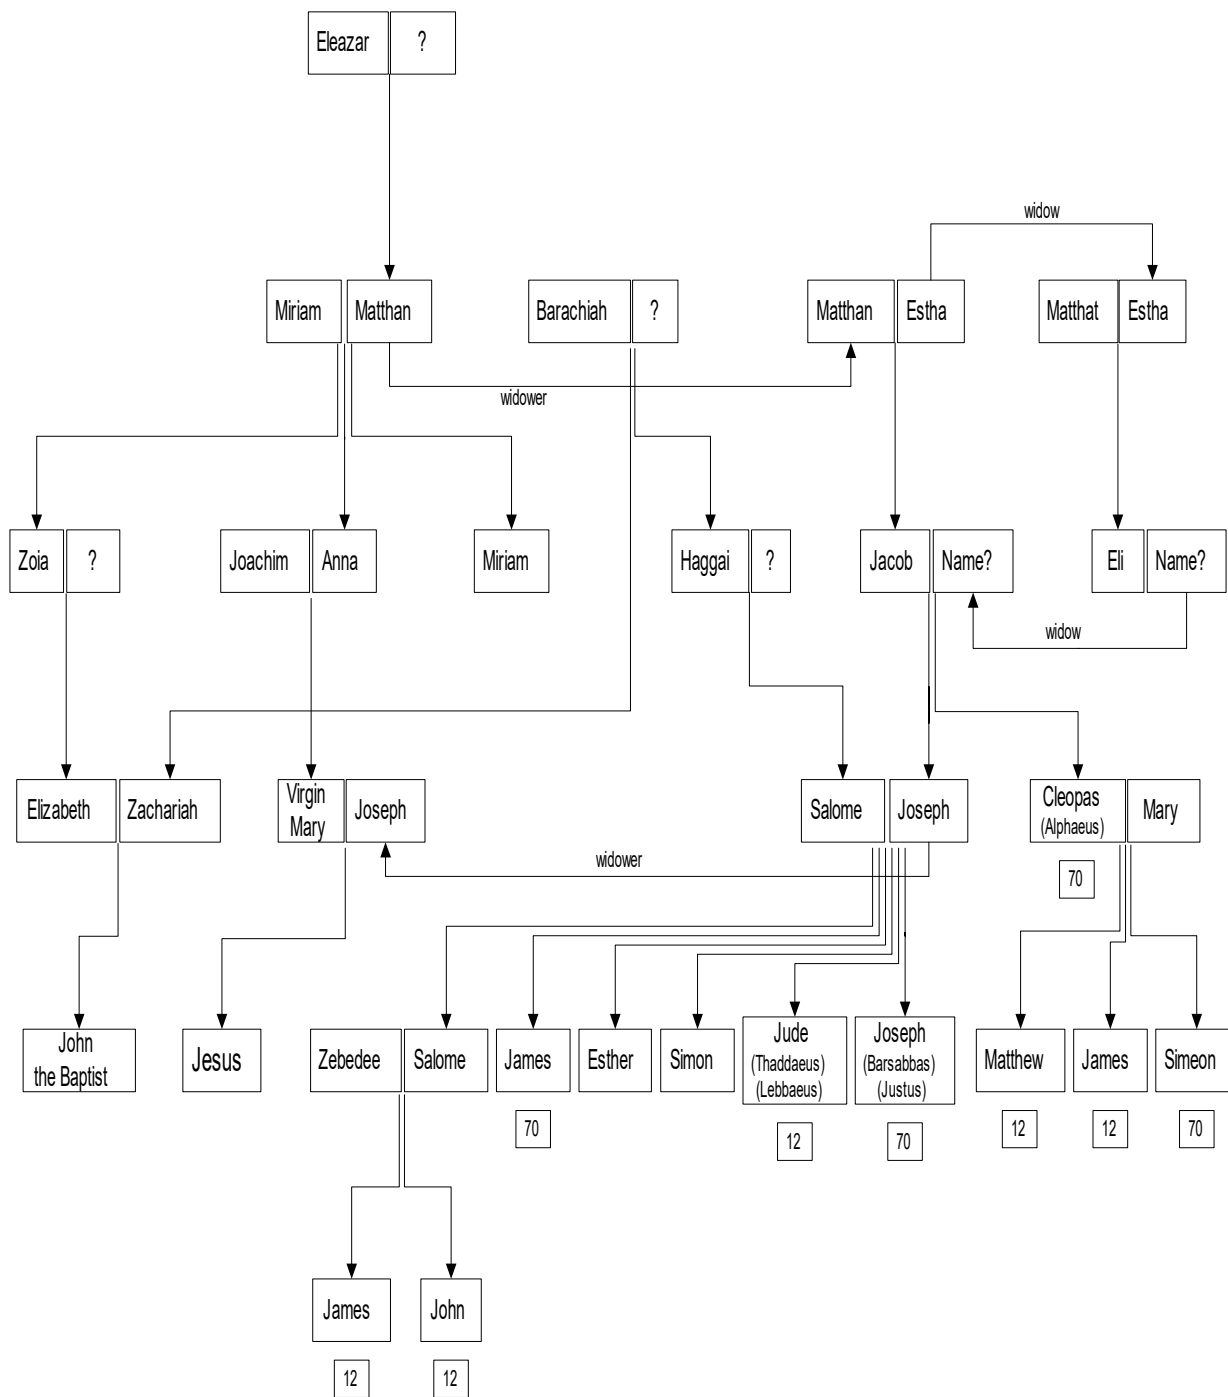 Eleazar ?
widow
Miriam Matthan Barachiah ? Matthan Estha Matthat Estha
widower
Zoia ? Joachim Anna Miriam Haggai ? Jacob Name? Eli Name?
widow
Elizabeth Zachariah Virgin Mary Joseph Salome Joseph Cleopas (Alphaeus) Mary
widower
70
John the Baptist Jesus Zebedee Salome James Esther Simon Jude (Thaddaeus) (Lebbaeus) Joseph (Barsabbas) (Justus) Matthew James Simeon
70 12 70 12 12 70
James John
12 12